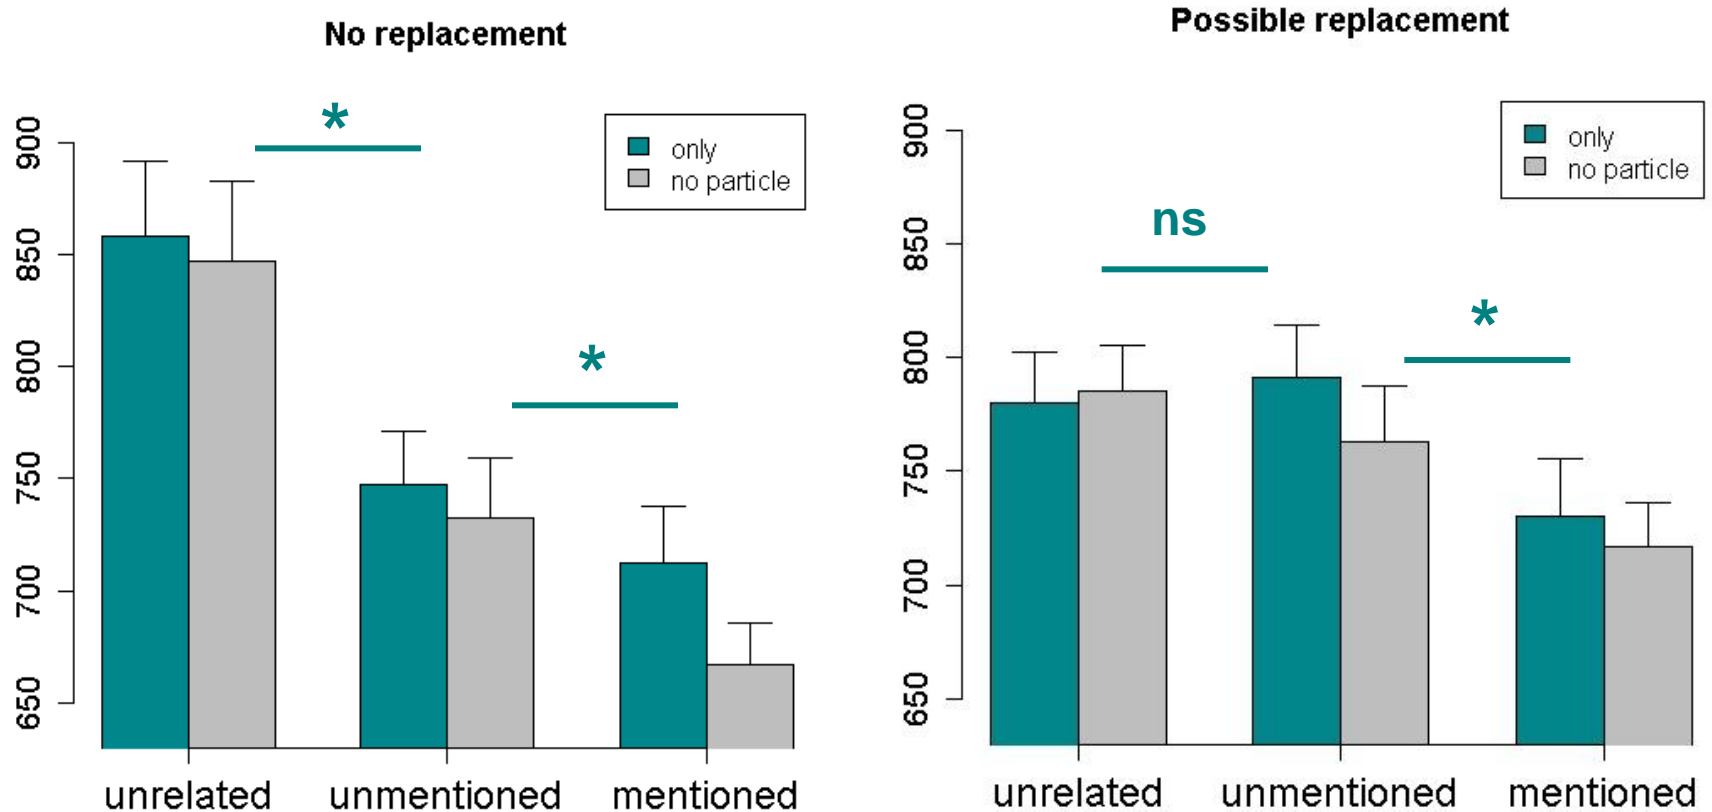 No replacement
*
only
no particle
*
900
850
800
750
700
650
unrelated unmentioned mentioned
Possible replacement
only
no particle
ns
*
900
850
800
750
700
650
unrelated unmentioned mentioned